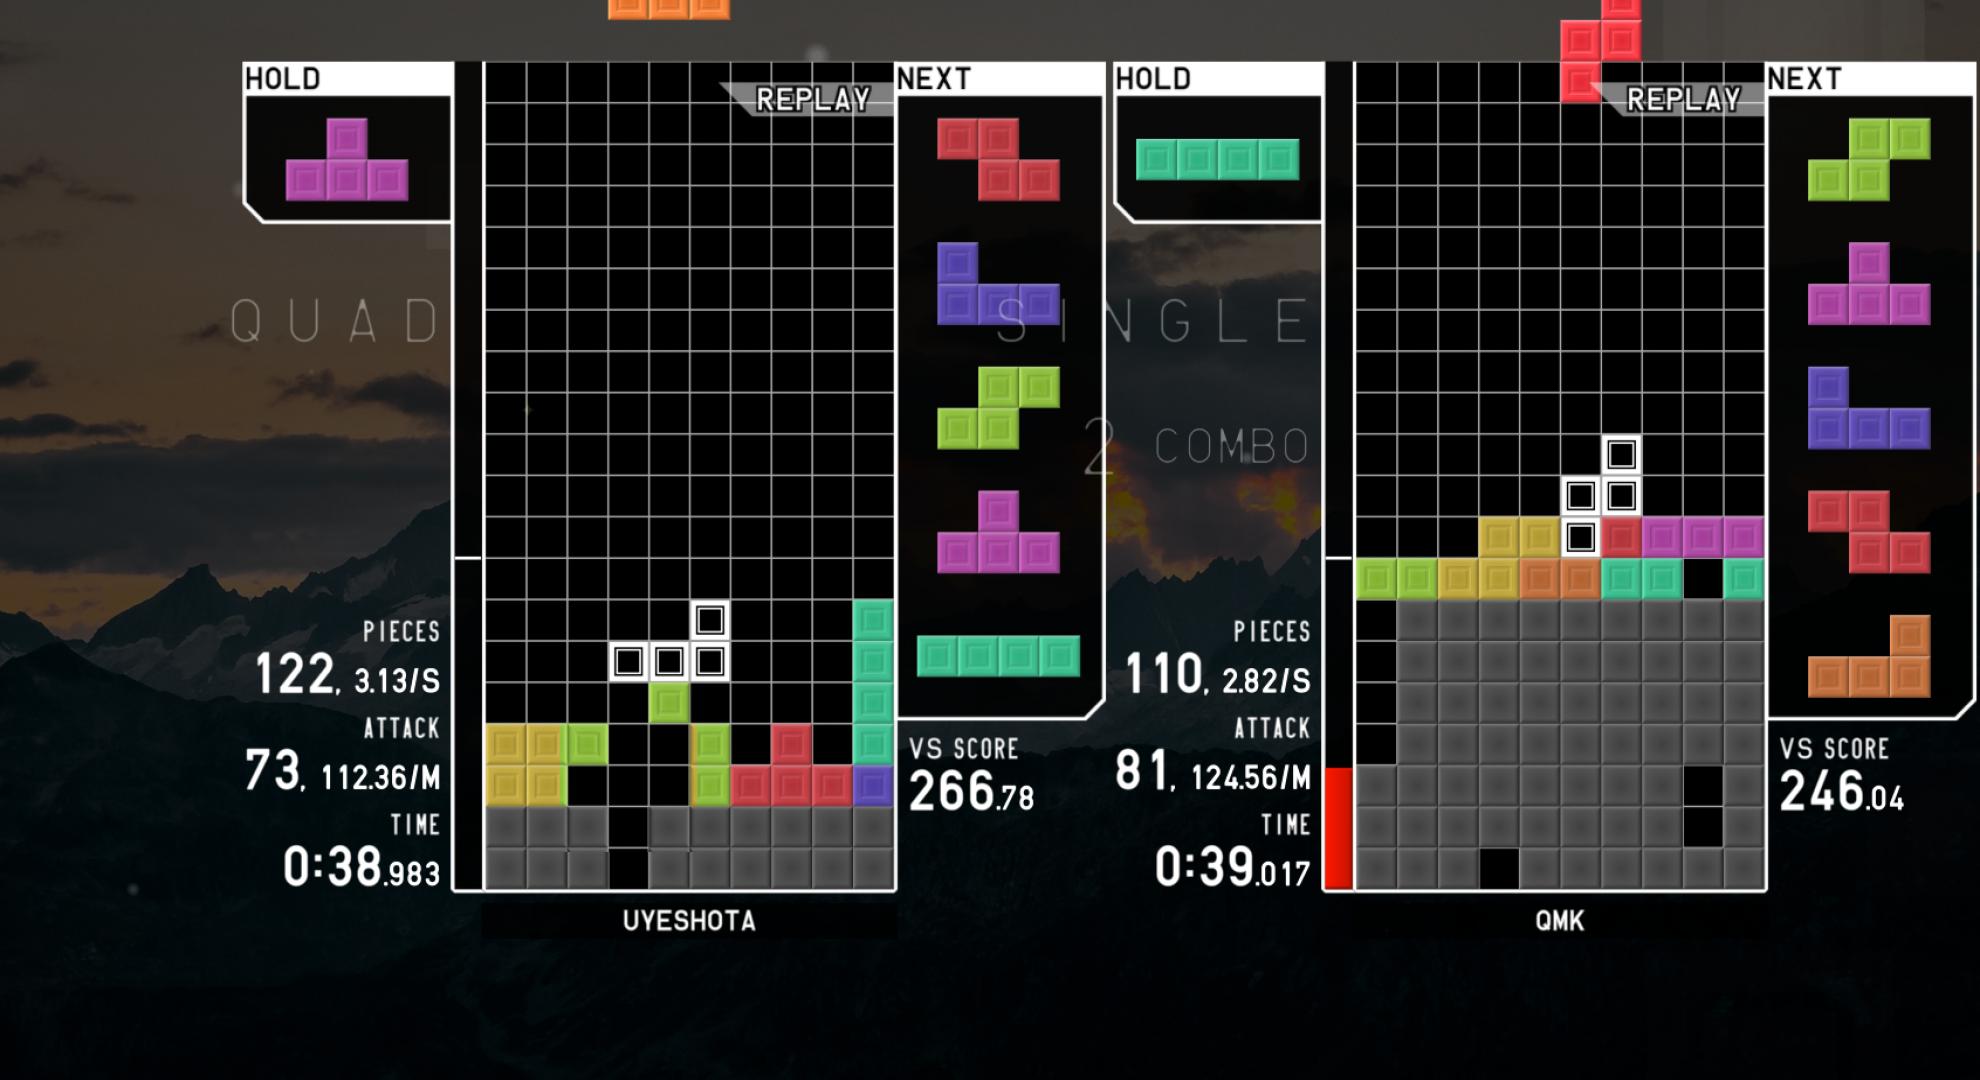 HOLD
REPLAY
NEXT
QUAD
PIECES
122, 3.13/S
ATTACK
73, 112.36/M
TIME
0:38.983
VS SCORE
266.78
UYESHOTA
HOLD
REPLAY
NEXT
SINGLE
2 COMBO
PIECES
110, 2.82/S
ATTACK
81, 124.56/M
TIME
0:39.017
VS SCORE
246.04
QMK